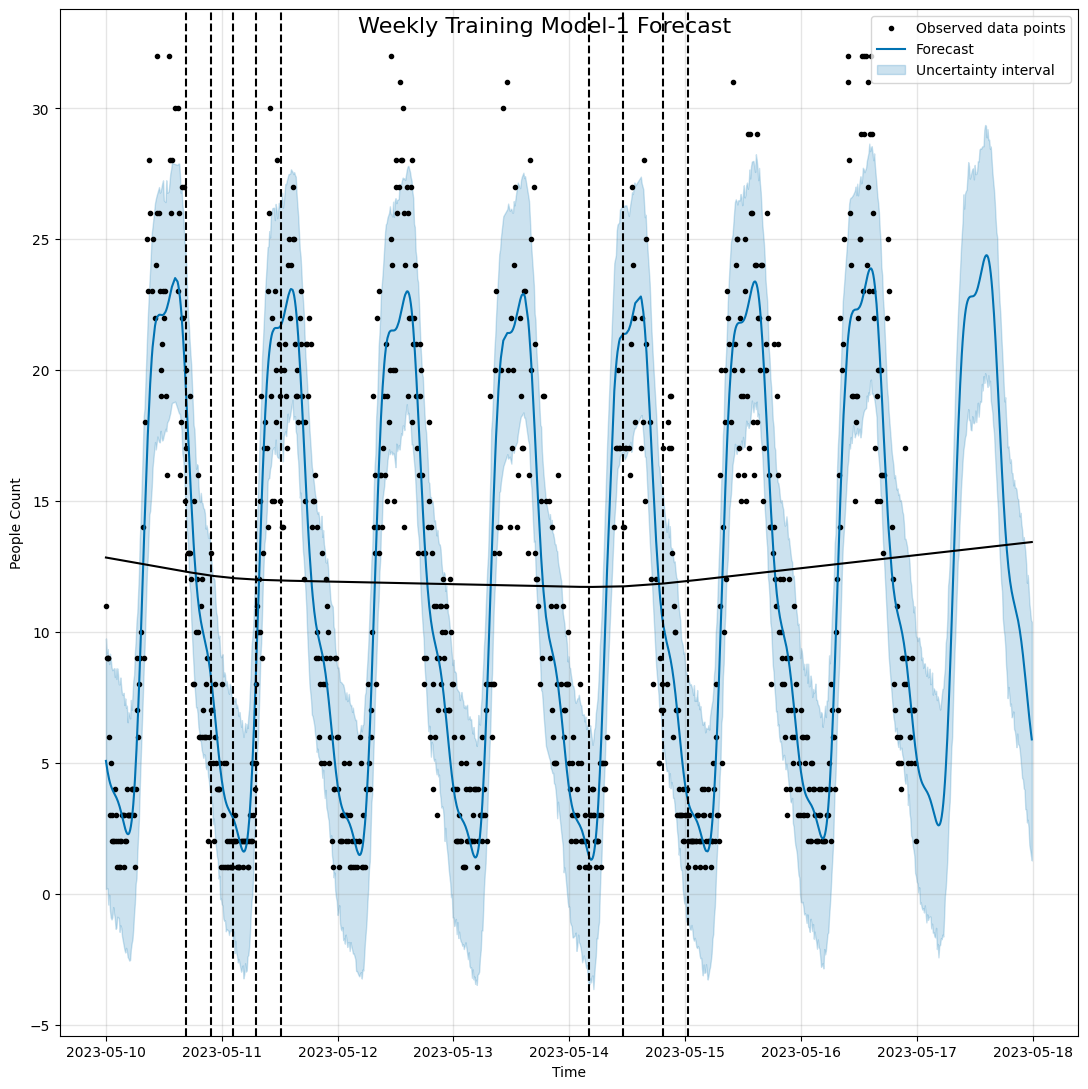 Weekly Training Model-1 Forecast
Observed data points
Forecast
Uncertainty interval
People Count
30
25
20
15
10
5
0
−5
2023-05-10 2023-05-11 2023-05-12 2023-05-13 2023-05-14 2023-05-15 2023-05-16 2023-05-17 2023-05-18
Time